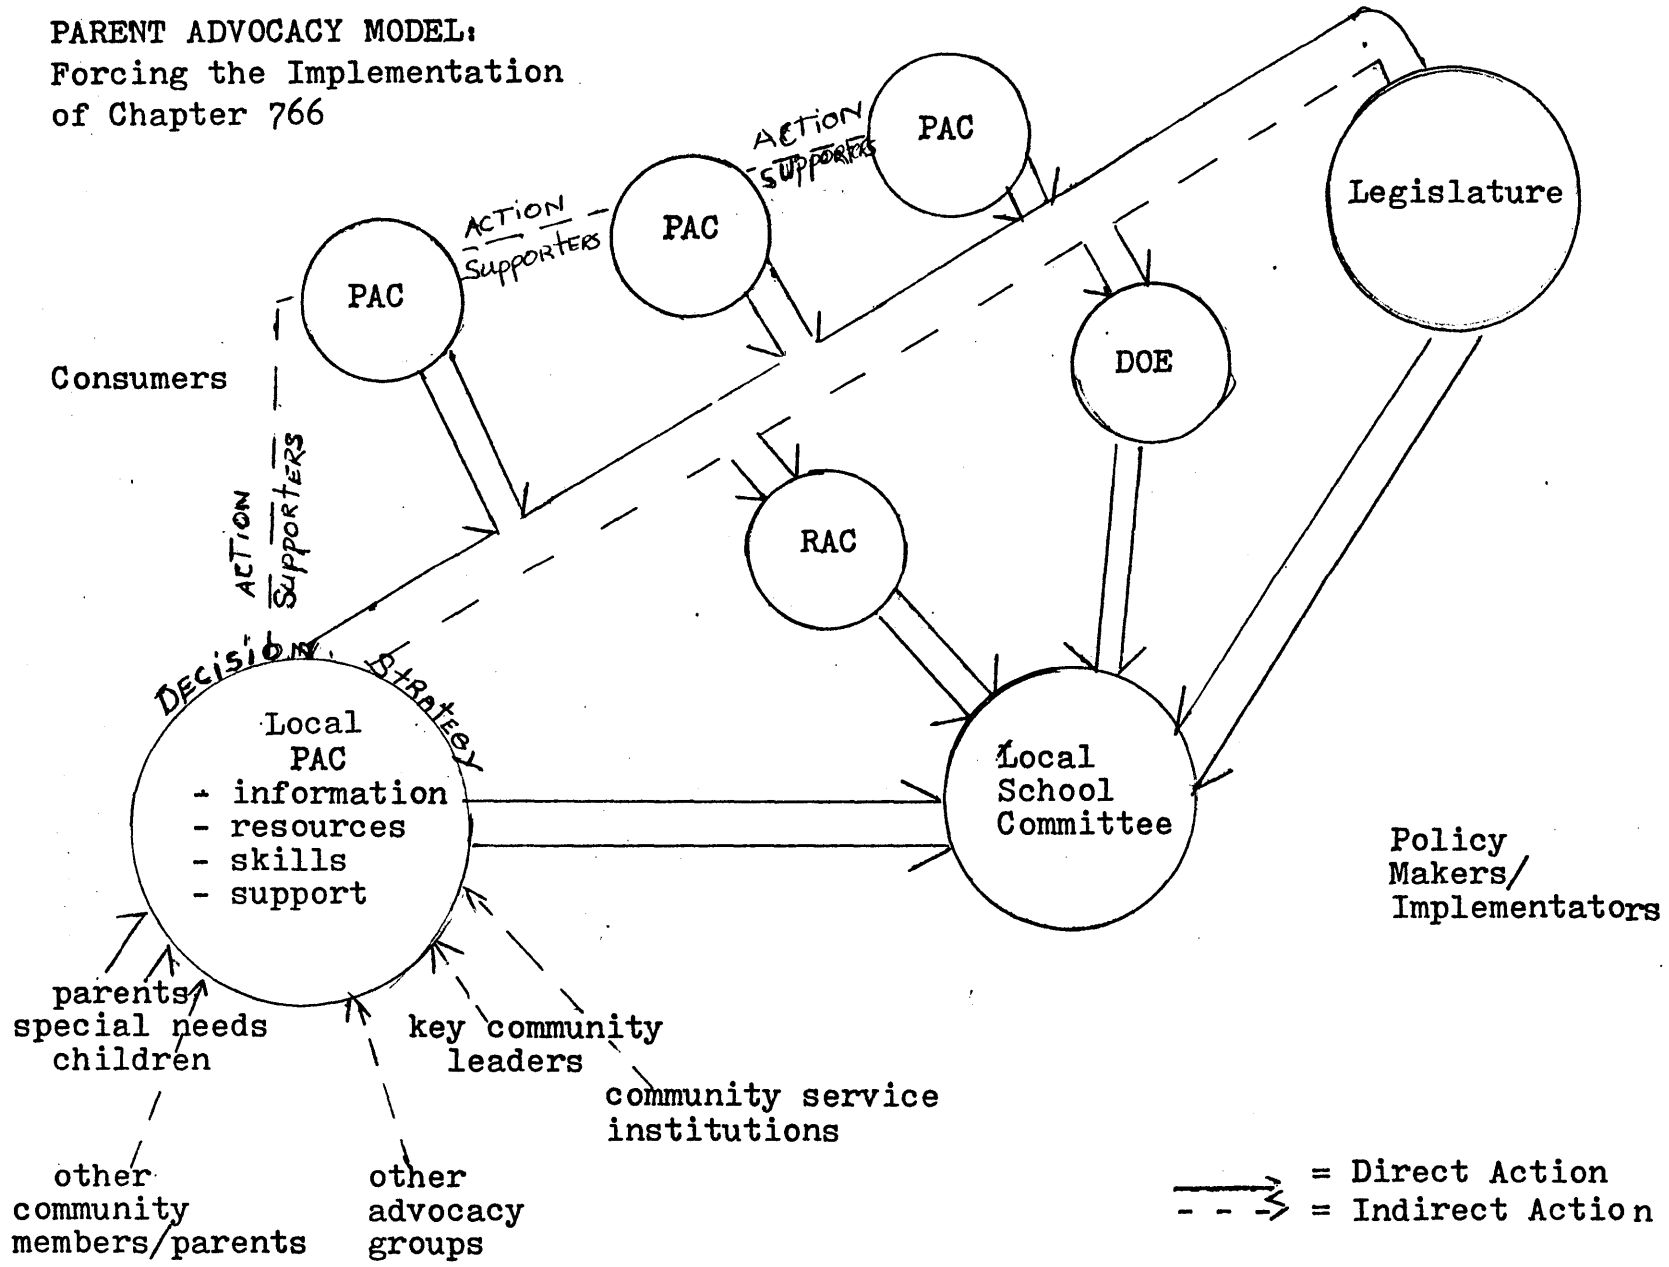 PARENT ADVOCACY MODEL:
Forcing the Implementation
of Chapter 766
ACTION
SUPPORTERS
PAC
Legislature
ACTION
SUPPORTERS
PAC
PAC
Consumers
DOE
ACTION
SUPPORTERS
RAC
DECISION
STRATEGY
Local
PAC
- information
- resources
- skills
- support
Local
School
Committee
Policy
Makers/
Implementators
parents
special needs
children
key community
leaders
community service
institutions
other
community
members/parents
other
advocacy
groups
= Direct Action
= Indirect Action